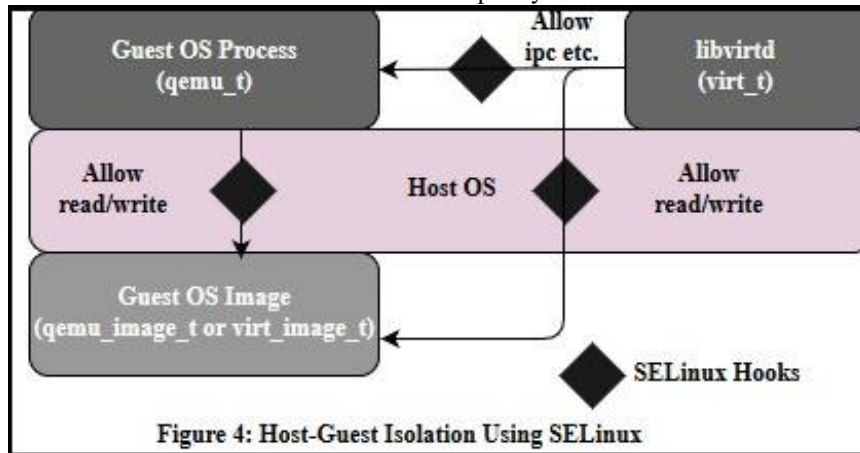 Guest OS Process
(qemu_t)
Allow
ipc etc.
libvirtd
(virt_t)
Allow
read/write
Host OS
Allow
read/write
Guest OS Image
(qemu_image_t or virt_image_t)
SELinux Hooks
Figure 4: Host-Guest Isolation Using SELinux